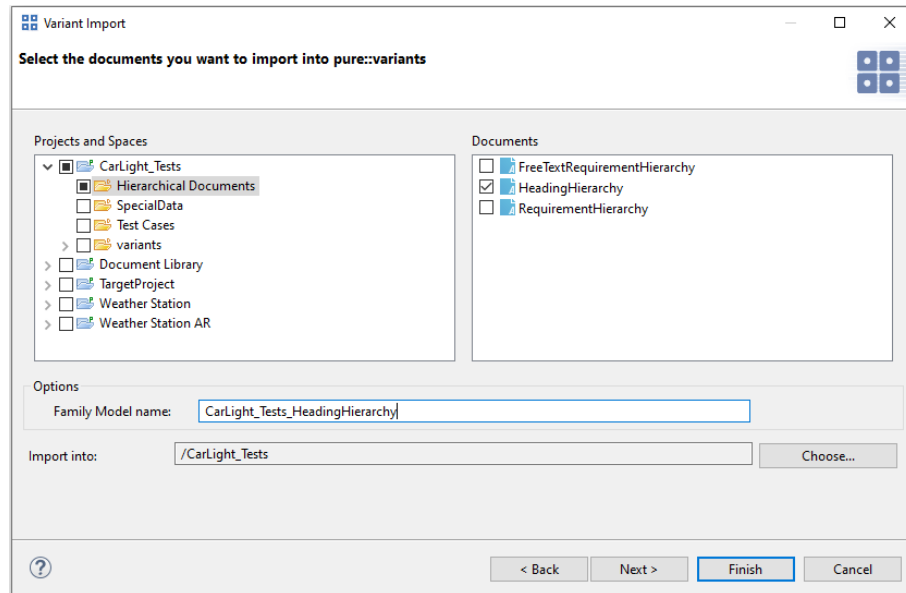 Variant Import
Select the documents you want to import into pure::variants
Projects and Spaces
CarLight_Tests
Hierarchical Documents
SpecialData
Test Cases
variants
Document Library
TargetProject
Weather Station
Weather Station AR
Documents
FreeTextRequirementHierarchy
HeadingHierarchy
RequirementHierarchy
Options
Family Model name: CarLight_Tests_HeadingHierarchy
Import into: /CarLight_Tests Choose...
? < Back Next > Finish Cancel